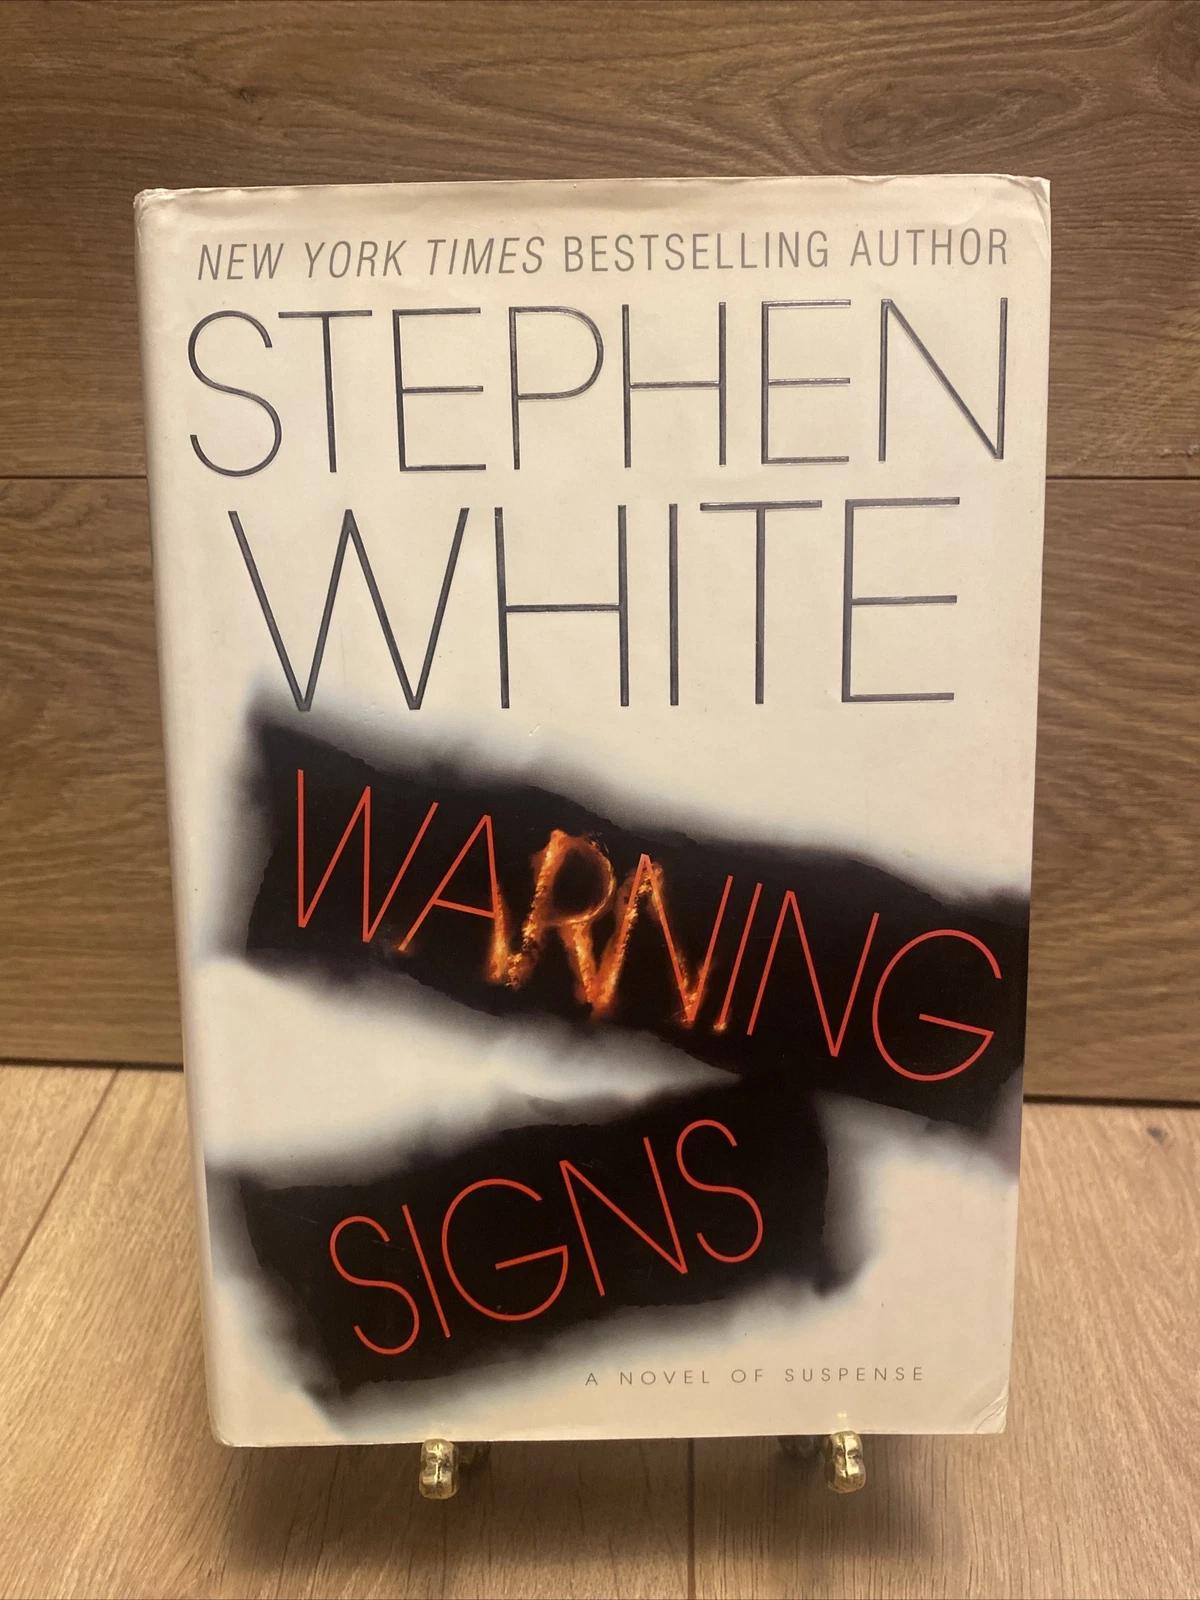 NEW YORK TIMES BESTSELLING AUTHOR
STEPHEN
WHITE
WARNING
SIGNS
A NOVEL OF SUSPENSE